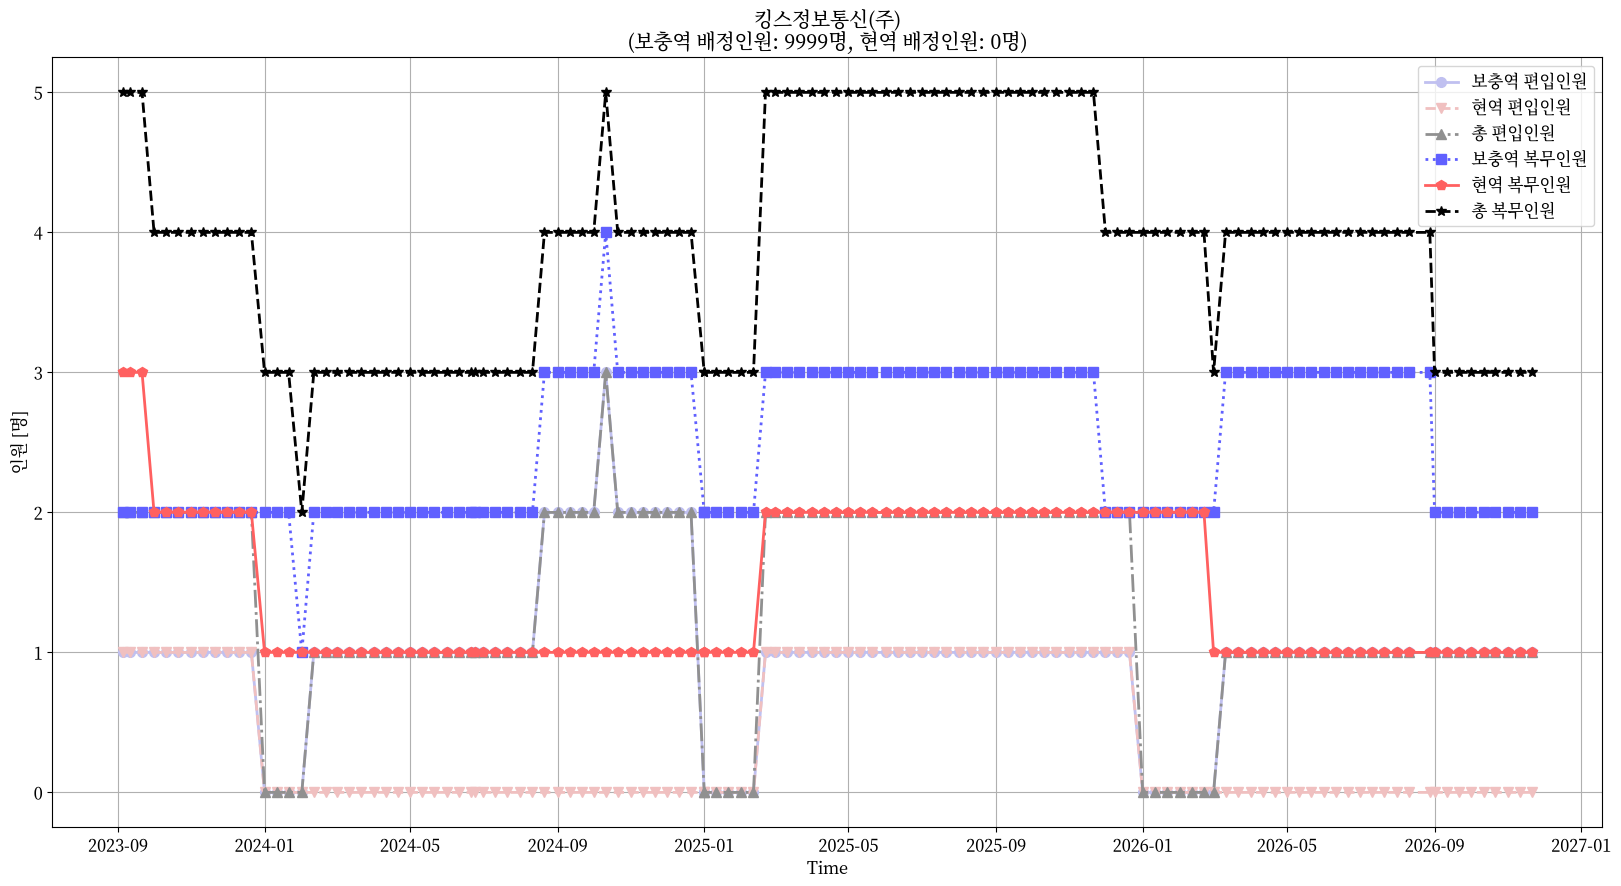 킹스정보통신(주)
(보충역 배정인원: 9999명, 현역 배정인원: 0명)
보충역 편입인원
현역 편입인원
총 편입인원
보충역 복무인원
현역 복무인원
총 복무인원
인원 [명]
5
4
3
2
1
0
2023-09 2024-01 2024-05 2024-09 2025-01 2025-05 2025-09 2026-01 2026-05 2026-09 2027-01
Time